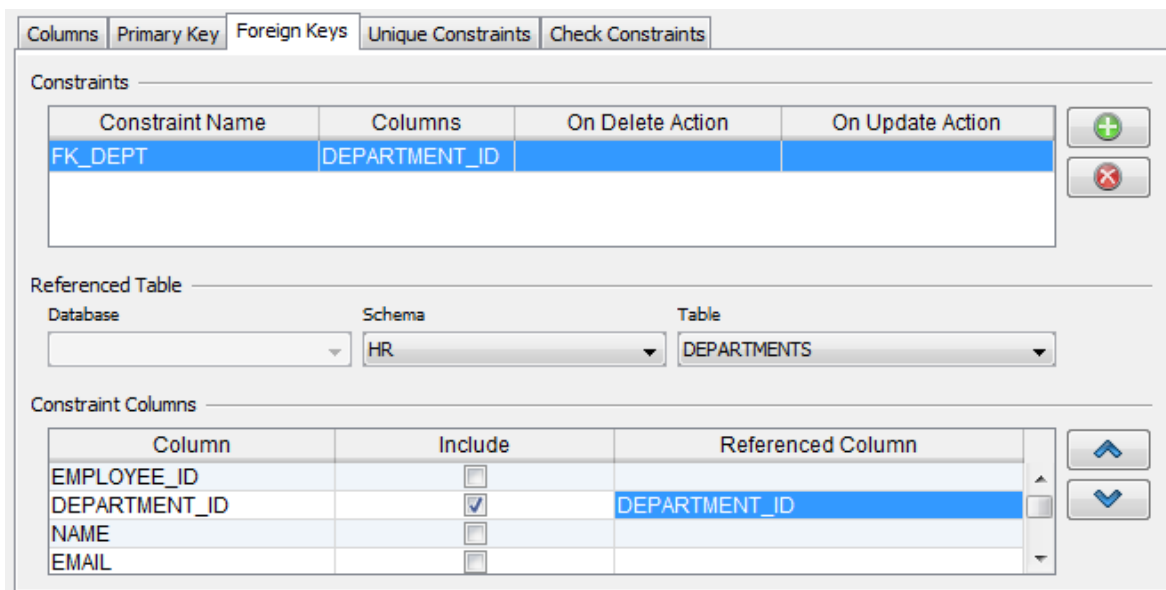 Columns Primary Key Foreign Keys Unique Constraints Check Constraints
Constraints
Constraint Name Columns On Delete Action On Update Action
FK_DEPT DEPARTMENT_ID
Referenced Table
Database Schema Table
HR DEPARTMENTS
Constraint Columns
Column Include Referenced Column
EMPLOYEE_ID
DEPARTMENT_ID DEPARTMENT_ID
NAME
EMAIL